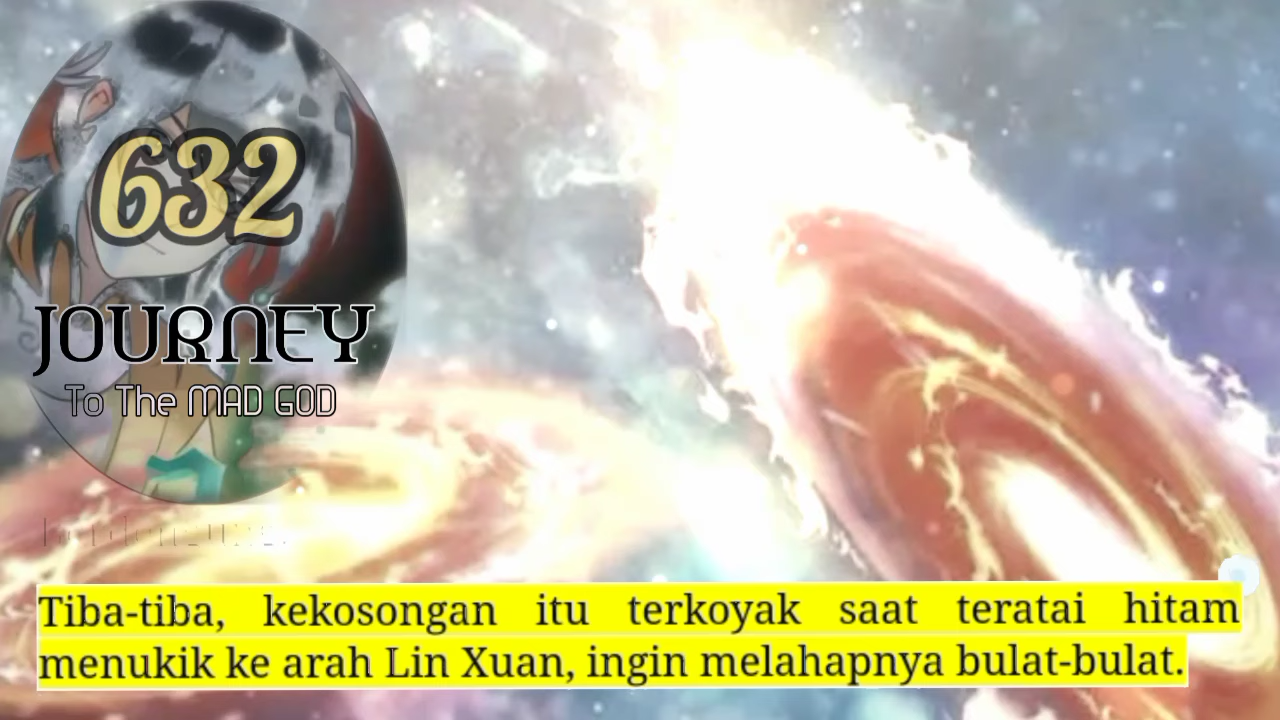 632
JOURNEY
To The MAD GOD
Tiba-tiba, kekosongan itu terkoyak saat teratai hitam
menukik ke arah Lin Xuan, ingin melahapnya bulat-bulat.